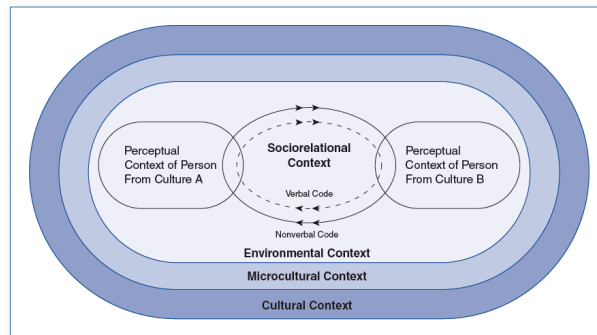 Perceptual
Context of Person
From Culture A
Sociorelational
Context
Perceptual
Context of Person
From Culture B
Verbal Code
Nonverbal Code
Environmental Context
Microcultural Context
Cultural Context